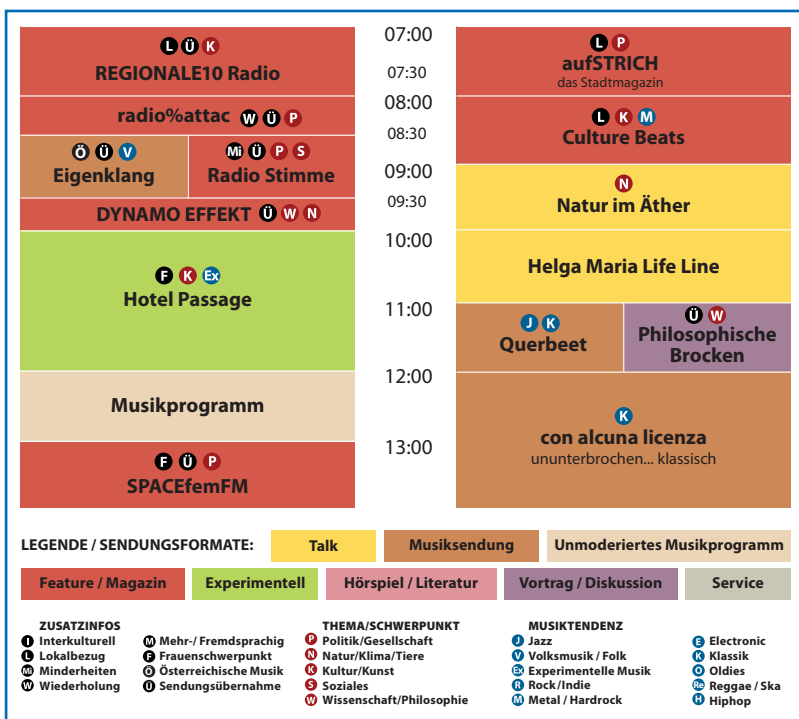 L Ü K
REGIONALE10 Radio
radio%attac W Ü P
Ö Ü V
Eigenklang
Mi Ü P S
Radio Stimme
DYNAMO EFFEKT Ü W N
F K Ex
Hotel Passage
Musikprogramm
F Ü P
SPACEfemFM
07:00
07:30
08:00
08:30
09:00
09:30
10:00
11:00
12:00
13:00
L P
aufSTRICH
das Stadtmagazin
L K M
Culture Beats
N
Natur im Äther
Helga Maria Life Line
J K
Querbeet
Ü W
Philosophische
Brocken
K
con alcuna licenza
ununterbrochen... klassisch
LEGENDE / SENDUNGSFORMATE:
Talk
Musiksendung
Unmoderiertes Musikprogramm
Feature / Magazin
Experimentell
Hörspiel / Literatur
Vortrag / Diskussion
Service
ZUSATZINFOS
I Interkulturell
L Lokalbezug
Mi Minderheiten
W Wiederholung
M Mehr-/ Fremdsprachig
F Frauenschwerpunkt
Ö Österreichische Musik
Ü Sendungsübernahme
THEMA/SCHWERPUNKT
P Politik/Gesellschaft
N Natur/Klima/Tiere
K Kultur/Kunst
S Soziales
W Wissenschaft/Philosophie
MUSIKTENDENZ
J Jazz
V Volksmusik / Folk
Ex Experimentelle Musik
R Rock/Indie
M Metal / Hardrock
E Electronic
K Klassik
O Oldies
Re Reggae / Ska
H Hiphop